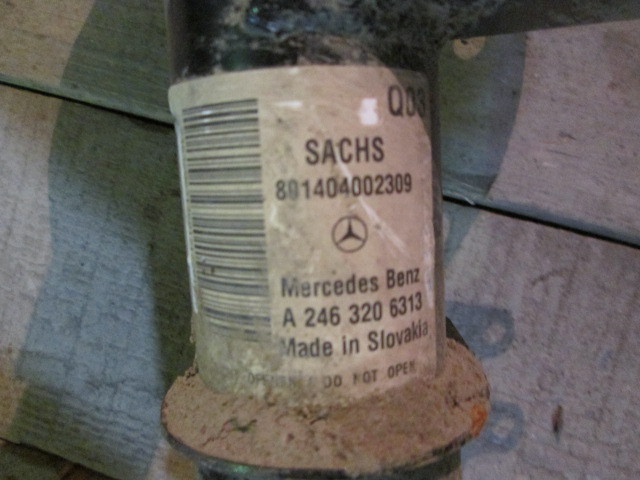 Q03
SACHS
801404002309
Mercedes Benz
A 246 320 6313
Made in Slovakia
DO NOT OPEN